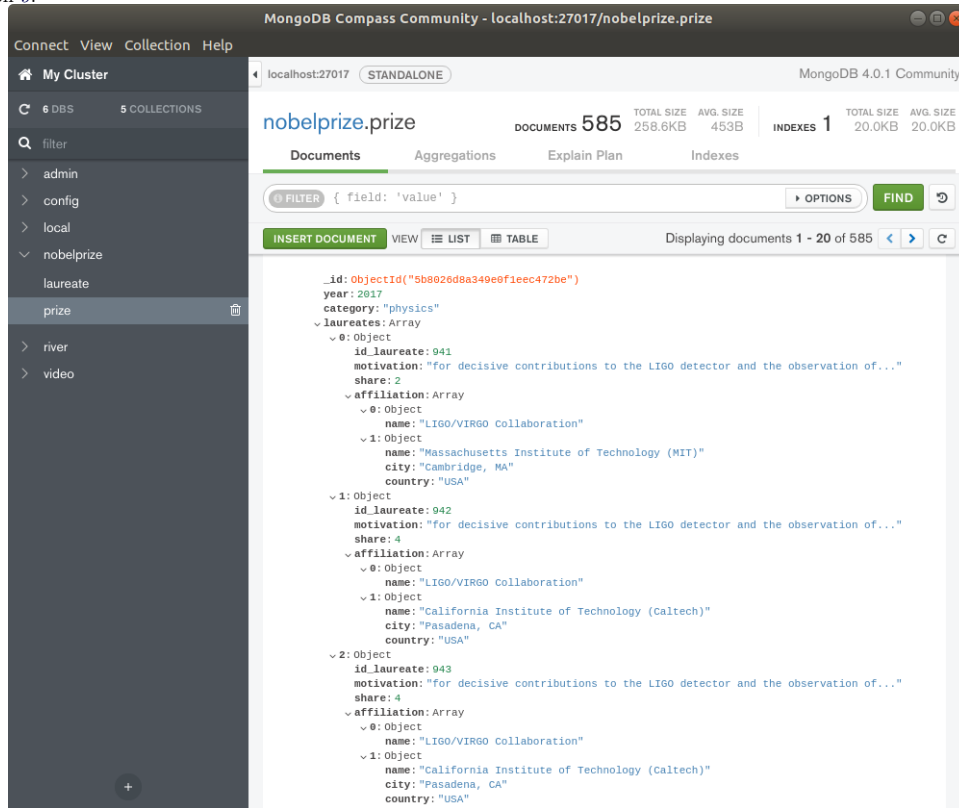 MongoDB Compass Community - localhost:27017/nobelprize.prize
Connect View Collection Help
My Cluster
localhost:27017 STANDALONE MongoDB 4.0.1 Community
6 DBS 5 COLLECTIONS
filter
admin
config
local
nobelprize
laureate
prize
river
video
nobelprize.prize
DOCUMENTS 585 TOTAL SIZE 258.6KB AVG. SIZE 453B INDEXES 1 TOTAL SIZE 20.0KB AVG. SIZE 20.0KB
Documents Aggregations Explain Plan Indexes
FILTER { field: 'value' } OPTIONS FIND
INSERT DOCUMENT VIEW LIST TABLE Displaying documents 1 - 20 of 585 < > C
_id: ObjectId("5b8026d8a349e0f1eec472be")
year: 2017
category: "physics"
laureates: Array
0: Object
id_laureate: 941
motivation: "for decisive contributions to the LIGO detector and the observation of..."
share: 2
affiliation: Array
0: Object
name: "LIGO/VIRGO Collaboration"
1: Object
name: "Massachusetts Institute of Technology (MIT)"
city: "Cambridge, MA"
country: "USA"
1: Object
id_laureate: 942
motivation: "for decisive contributions to the LIGO detector and the observation of..."
share: 4
affiliation: Array
0: Object
name: "LIGO/VIRGO Collaboration"
1: Object
name: "California Institute of Technology (Caltech)"
city: "Pasadena, CA"
country: "USA"
2: Object
id_laureate: 943
motivation: "for decisive contributions to the LIGO detector and the observation of..."
share: 4
affiliation: Array
0: Object
name: "LIGO/VIRGO Collaboration"
1: Object
name: "California Institute of Technology (Caltech)"
city: "Pasadena, CA"
country: "USA"